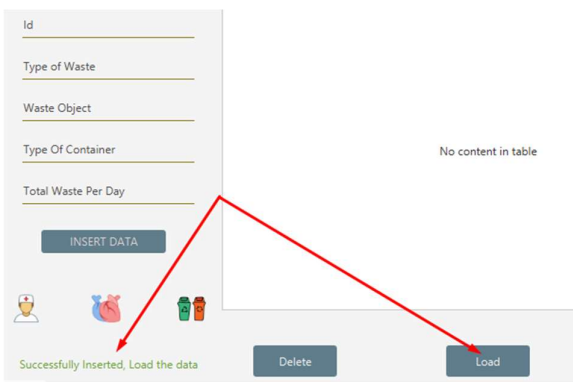 Id
Type of Waste
Waste Object
Type Of Container
Total Waste Per Day
No content in table
INSERT DATA
Successfully Inserted, Load the data
Delete
Load